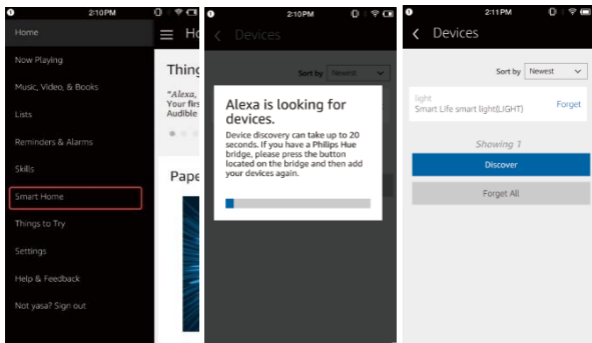 2:10PM
Home
Now Playing
Music, Video, & Books
Lists
Reminders & Alarms
Skills
Smart Home
Things to Try
Settings
Help & Feedback
Not yasa? Sign out
Thing
"Alexa,
Your firs
Audible
Pape
2:10PM
Devices
Sort by Newest
Alexa is looking for
devices.
Device discovery can take up to 20
seconds. If you have a Philips Hue
bridge, please press the button
located on the bridge and then add
your devices again.
2:11PM
Devices
Sort by Newest
light
Smart Life smart light(LIGHT)
Forget
Showing 1
Discover
Forget All